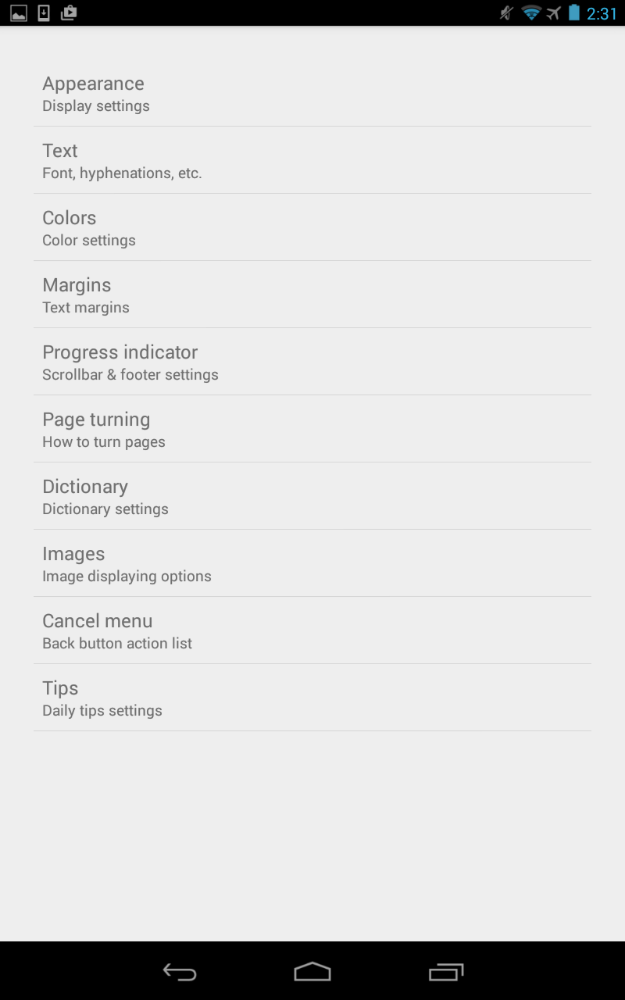 2:31
Appearance
Display settings
Text
Font, hyphenations, etc.
Colors
Color settings
Margins
Text margins
Progress indicator
Scrollbar & footer settings
Page turning
How to turn pages
Dictionary
Dictionary settings
Images
Image displaying options
Cancel menu
Back button action list
Tips
Daily tips settings